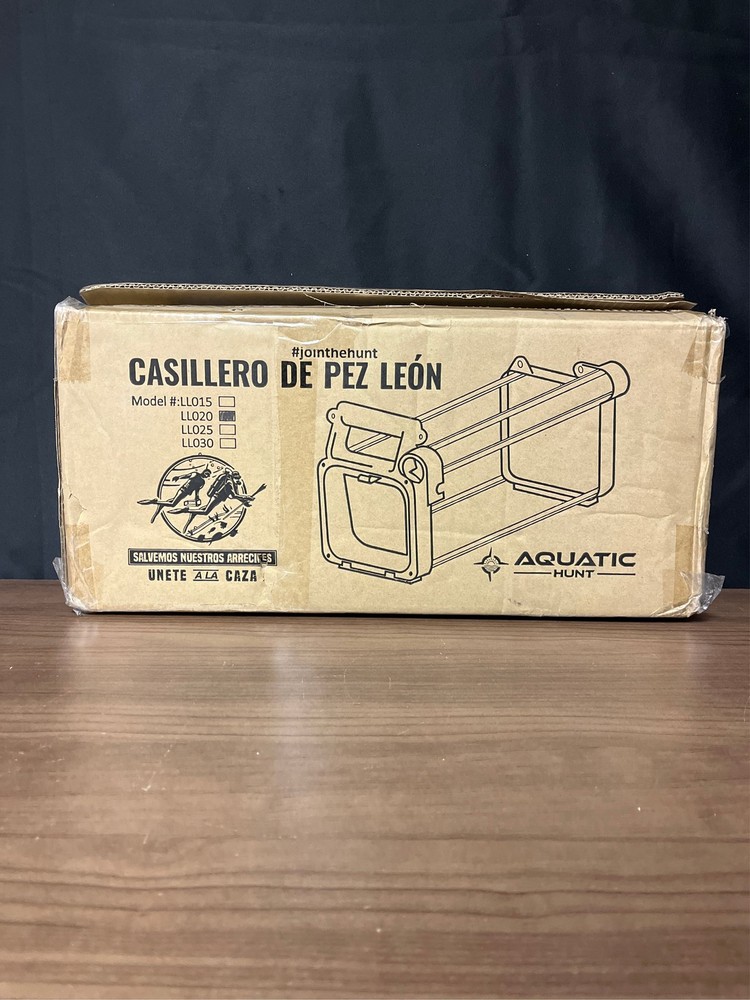 #jointhehunt
CASILLERO DE PEZ LEÓN
Model #:LL015
LL020
LL025
LL030
SALVEMOS NUESTROS ARRECIFES
UNETE A LA CAZA
AQUATIC
HUNT